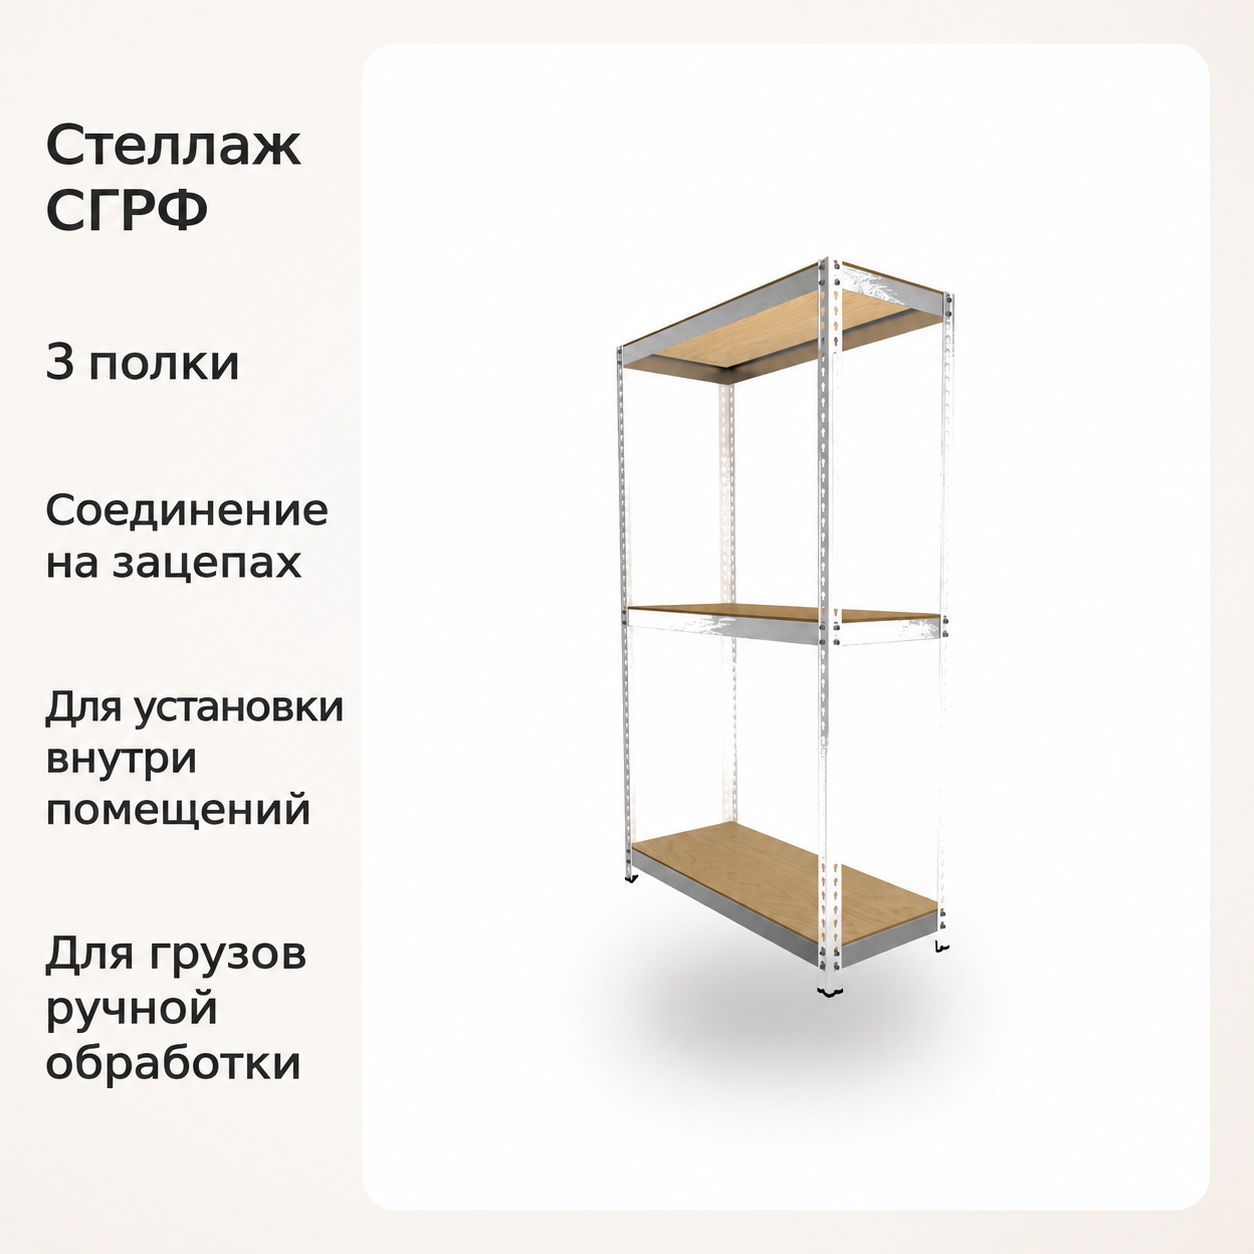 Стеллаж
СГРФ
3 полки
Соединение
на зацепах
Для установки
внутри
помещений
Для грузов
ручной
обработки